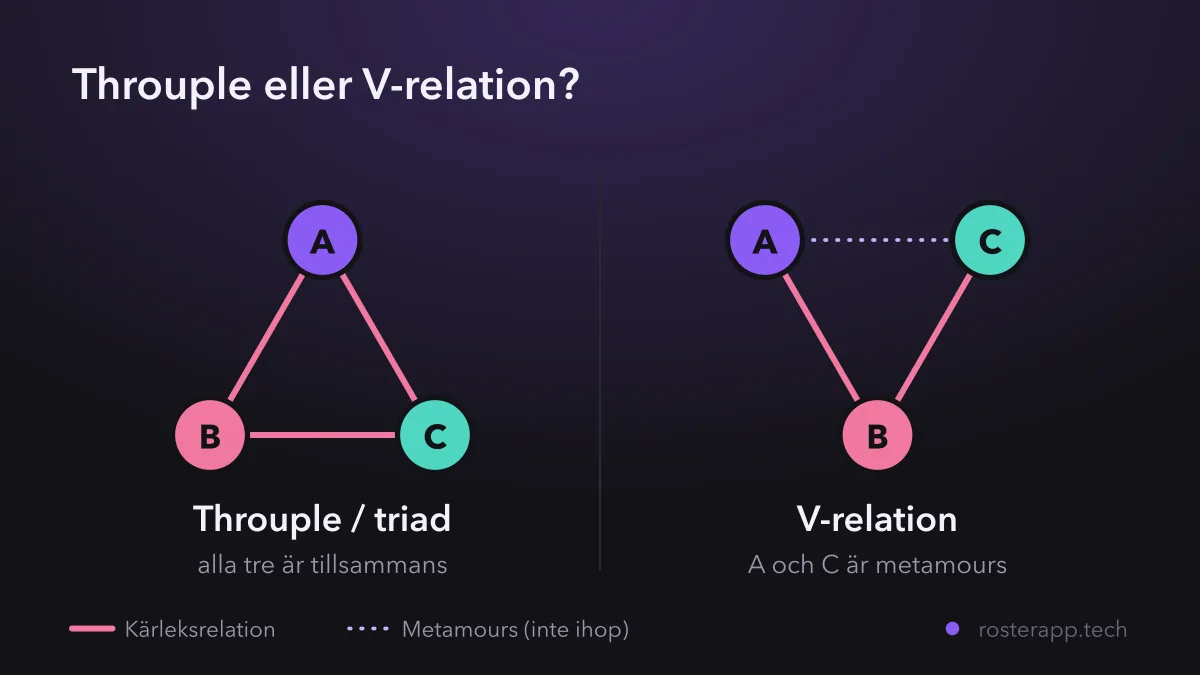 Throuple eller V-relation?
A
B
C
Throuple / triad
alla tre är tillsammans
A
C
B
V-relation
A och C är metamours
Kärleksrelation
Metamours (inte ihop)
rosterapp.tech